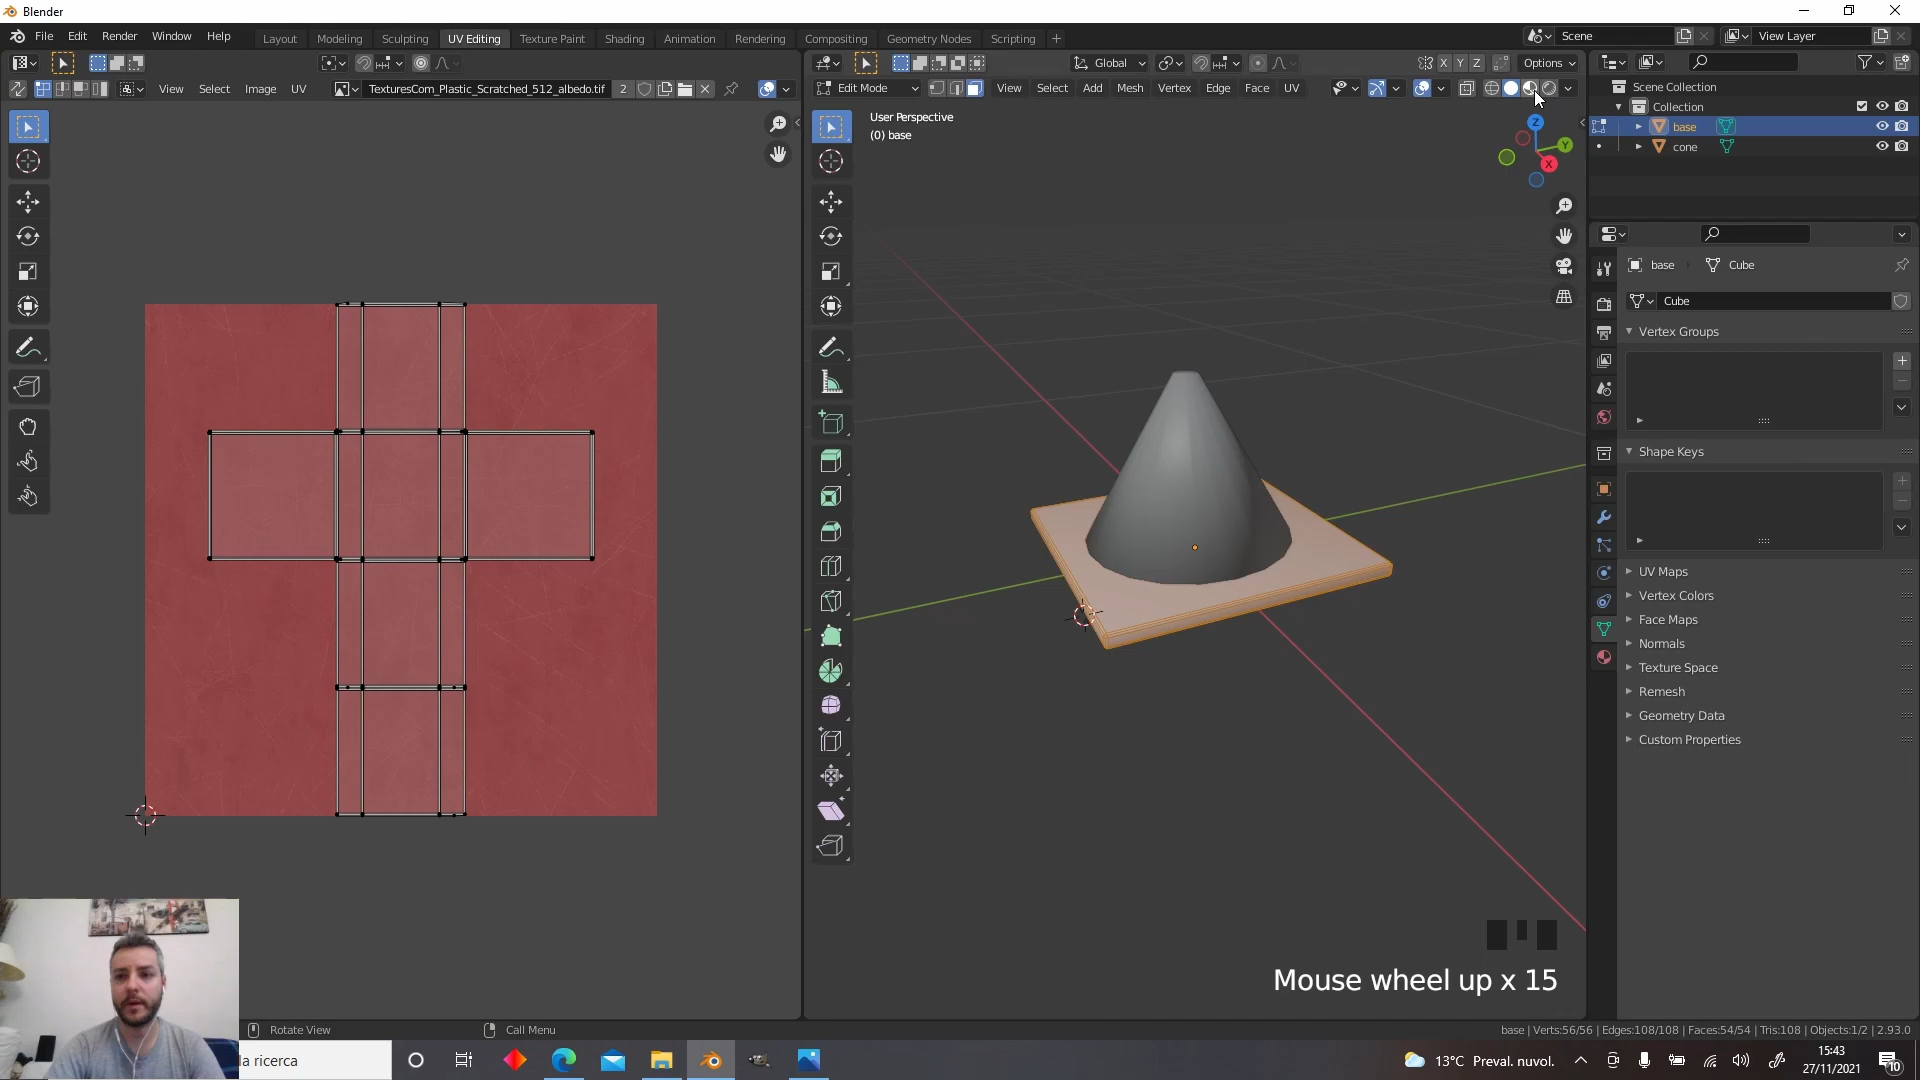 Blender
File Edit Render Window Help
Layout Modeling Sculpting UV Editing Texture Paint Shading Animation Rendering Compositing Geometry Nodes Scripting +
Scene
View Layer
Global
X Y Z
Options
View Select Image UV
TexturesCom_Plastic_Scratched_512_albedo.tif
2
Edit Mode
View Select Add Mesh Vertex Edge Face UV
User Perspective
(0) base
Z
Y
X
Scene Collection
Collection
base
cone
base
Cube
Cube
Vertex Groups
Shape Keys
UV Maps
Vertex Colors
Face Maps
Normals
Texture Space
Remesh
Geometry Data
Custom Properties
Mouse wheel up x 15
Rotate View
Call Menu
base | Verts:56/56 | Edges:108/108 | Faces:54/54 | Tris:108 | Objects:1/2 | 2.93.0
la ricerca
13°C Preval. nuvol.
15:43
27/11/2021
10